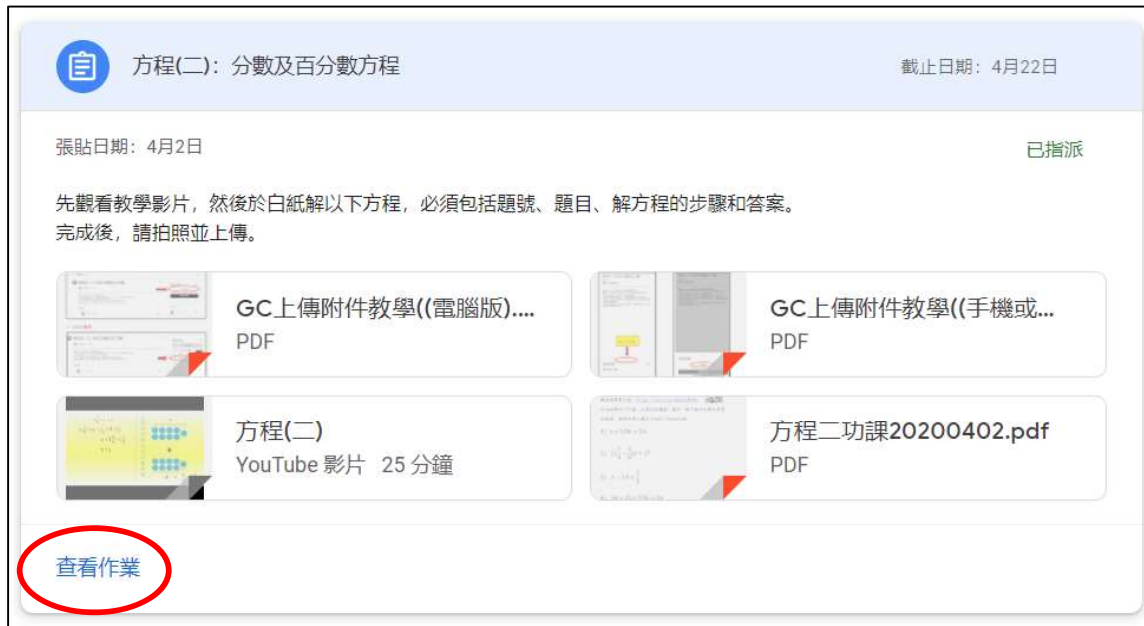 方程(二)：分數及百分數方程
截止日期：4月22日
張貼日期：4月2日
已指派
先觀看教學影片，然後於白紙解以下方程，必須包括題號、題目、解方程的步驟和答案。
完成後，請拍照並上傳。
GC上傳附件教學((電腦版)....
PDF
GC上傳附件教學((手機或...
PDF
方程(二)
YouTube 影片 25 分鐘
方程二功課20200402.pdf
PDF
查看作業